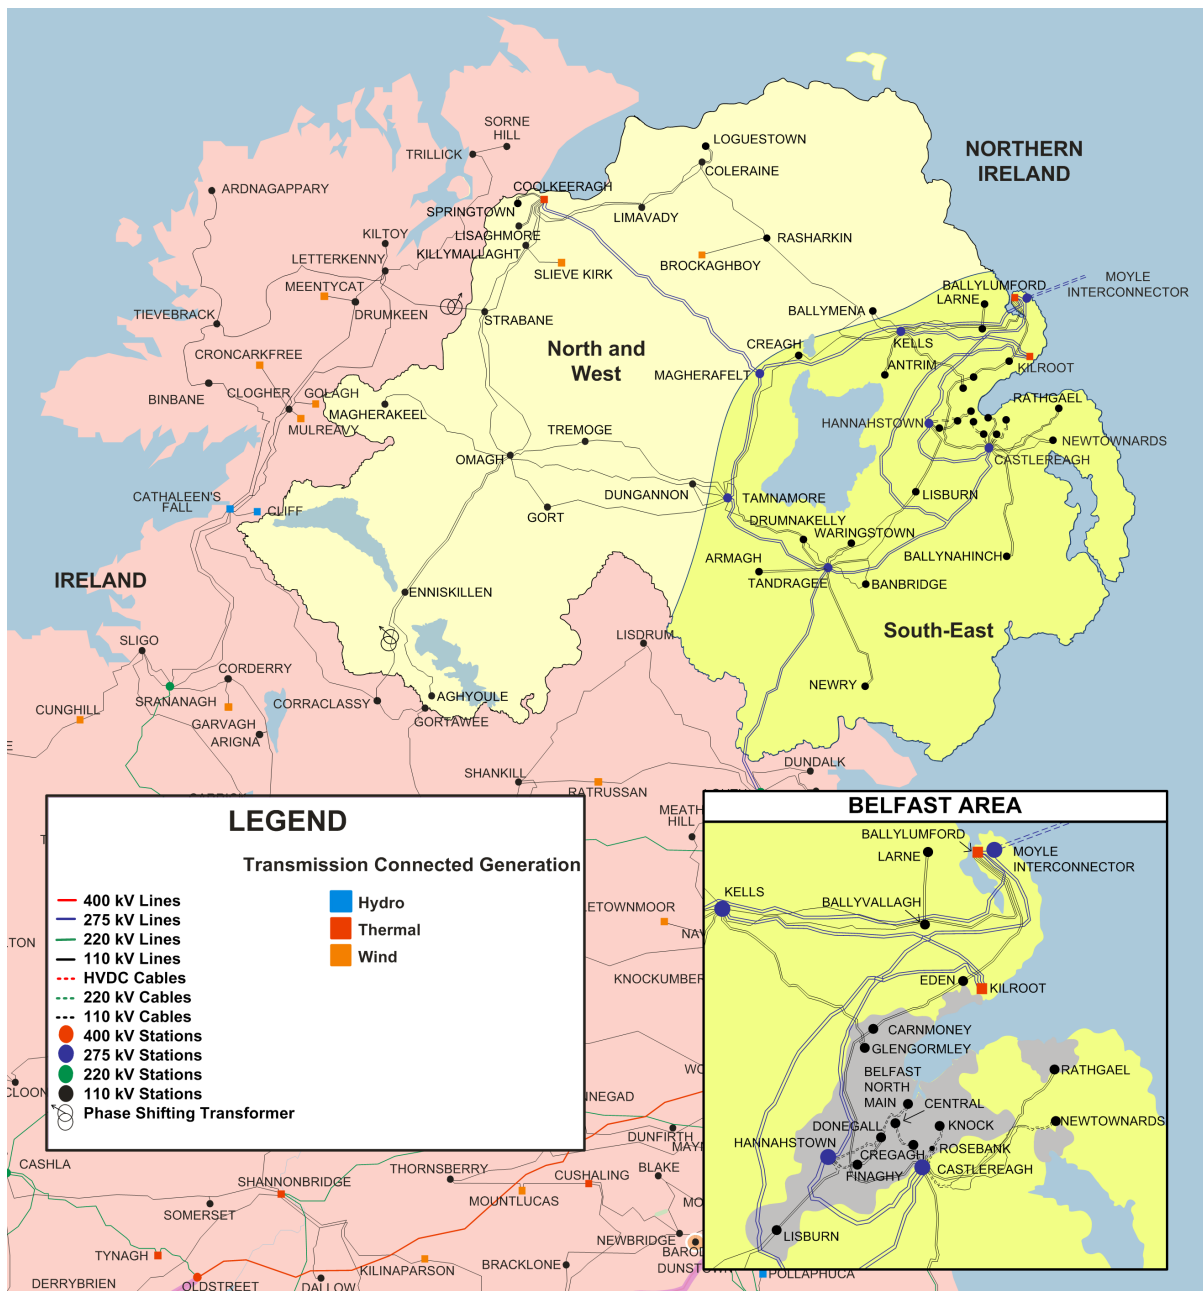 SORNE
HILL
TRILLICK
LOGUESTOWN
COLERAINE
NORTHERN
IRELAND
ARDNAGAPPARY
COOLKEERAGH
SPRINGTOWN
LIMAVADY
LISAGHMORE
KILTOY
KILLYMALLAGHT
RASHARKIN
LETTERKENNY
SLIEVE KIRK
BROCKAGHBOY
MEENTYCAT
BALLYLUMFORD
MOYLE
INTERCONNECTOR
LARNE
TIEVEBRACK
DRUMKEEN
STRABANE
BALLYMENA
North and
West
CREAGH
KELLS
CRONCARKFREE
ANTRIM
KILROOT
MAGHERAFELT
BINBANE
CLOGHER
GOLAGH
MAGHERAKEEL
RATHGAEL
MULREAVY
HANNAHSTOWN
TREMOGE
NEWTOWNARDS
OMAGH
CASTLEREAGH
CATHALEEN'S
FALL
CLIFF
DUNGANNON
TAMNAMORE
LISBURN
GORT
DRUMNAKELLY
WARINGSTOWN
ARMAGH
BALLYNAHINCH
TANDRAGEE
BANBRIDGE
IRELAND
ENNISKILLEN
SLIGO
LISDRUM
South-East
CORDERRY
NEWRY
SRANANAGH
CORRACLASSY
AGHYOULE
CUNGHILL
GARVAGH
GORTAWEE
ARIGNA
E
SHANKILL
DUNDALK
RATRUSSAN
MEATH
HILL
LEGEND
Transmission Connected Generation
400 kV Lines
275 kV Lines
220 kV Lines
110 kV Lines
HVDC Cables
220 kV Cables
110 kV Cables
400 kV Stations
275 kV Stations
220 kV Stations
110 kV Stations
Phase Shifting Transformer
Hydro
Thermal
Wind
LTON
CLOON
ETOWNMOOR
NAV
KNOCKUMBER
NNEGAD
DUNFIRTH
BELFAST AREA
BALLYLUMFORD
LARNE
MOYLE
INTERCONNECTOR
KELLS
BALLYVALLAGH
EDEN
KILROOT
CARNMONEY
GLENGORMLEY
BELFAST
NORTH
MAIN
RATHGAEL
CENTRAL
DONEGALL
KNOCK
NEWTOWNARDS
HANNAHSTOWN
CREGAGH
ROSEBANK
FINAGHY
CASTLEREAGH
LISBURN
CASHLA
SHANNONBRIDGE
THORNSBERRY
CUSHALING
BLAKE
MOUNTLUCAS
SOMERSET
NEWBRIDGE
TYNAGH
KILINAPARSON
BRACKLONE
DERRYBRIEN
OLDSTREET
DALLOW
POLLAPHUCA